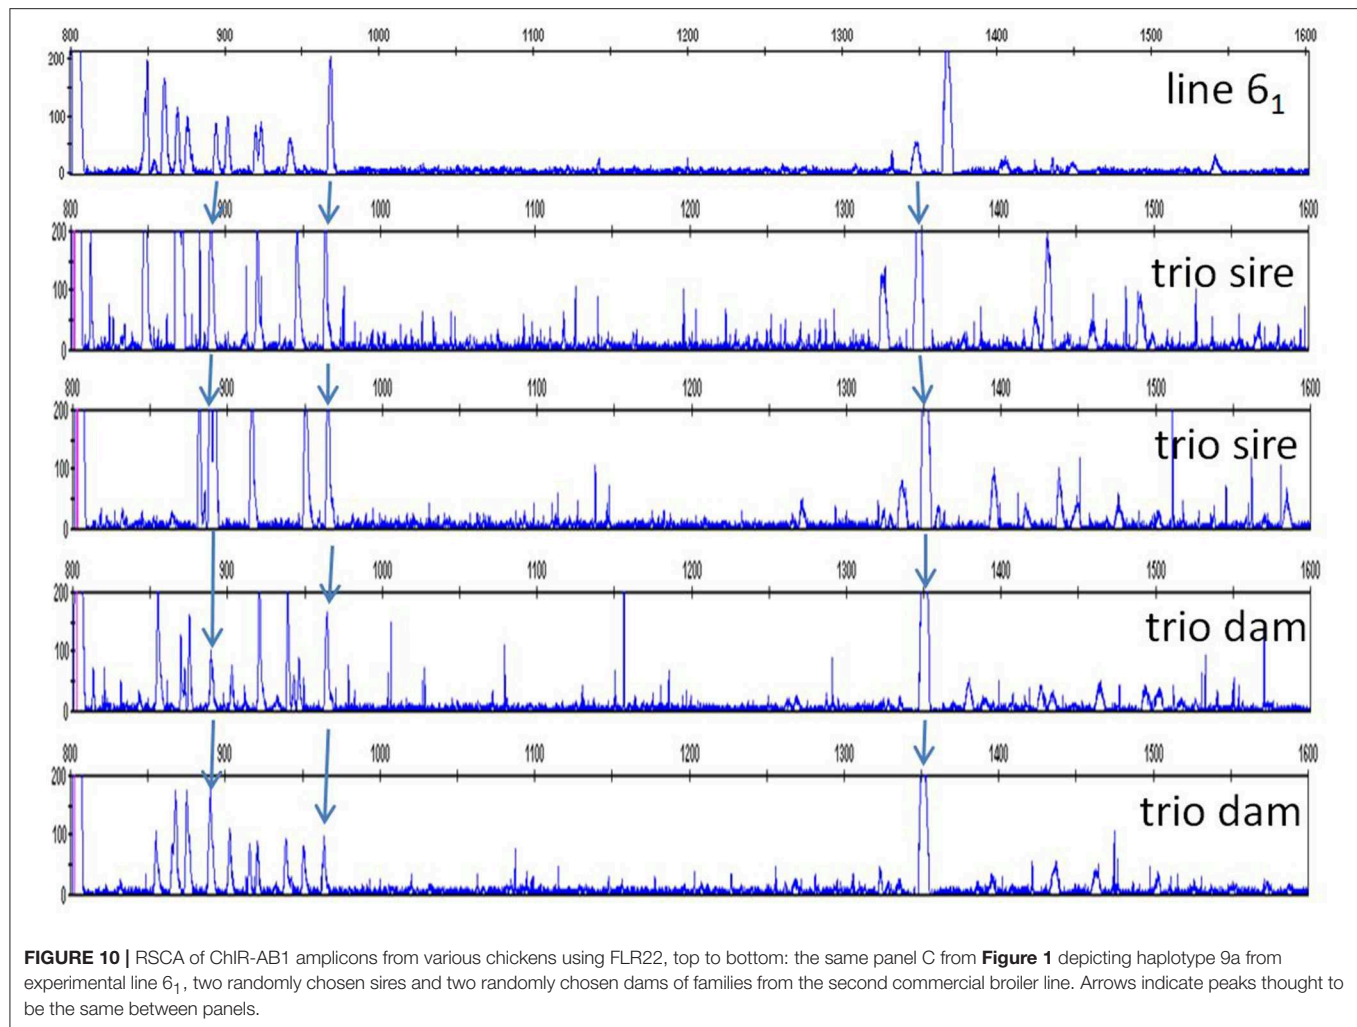 800 900 1000 1100 1200 1300 1400 1500 1600
200
100
0
line 6₁
800 900 1000 1100 1200 1300 1400 1500 1600
200
100
0
trio sire
800 900 1000 1100 1200 1300 1400 1500 1600
200
100
0
trio sire
800 900 1000 1100 1200 1300 1400 1500 1600
200
100
0
trio dam
800 900 1000 1100 1200 1300 1400 1500 1600
200
100
0
trio dam
FIGURE 10 | RSCA of ChIR-AB1 amplicons from various chickens using FLR22, top to bottom: the same panel C from Figure 1 depicting haplotype 9a from
experimental line 6₁, two randomly chosen sires and two randomly chosen dams of families from the second commercial broiler line. Arrows indicate peaks thought to
be the same between panels.